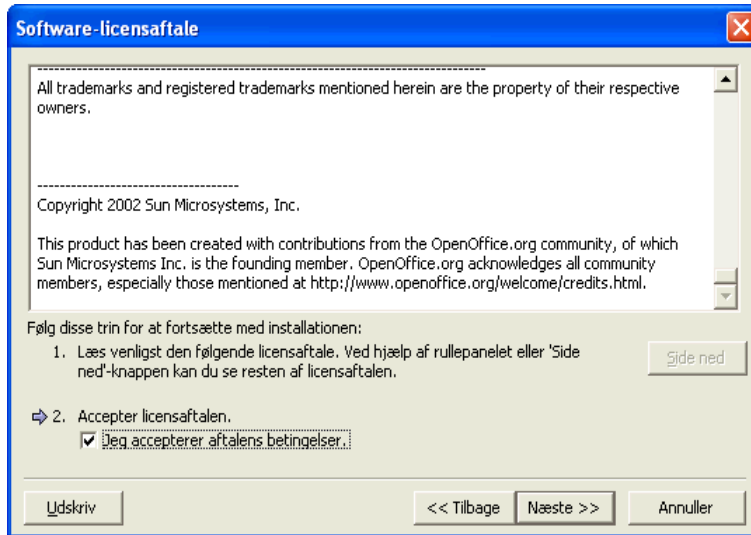 Software-licensaftale
--------------------------------------------------------------------------------
All trademarks and registered trademarks mentioned herein are the property of their respective
owners.
------------------------------------
Copyright 2002 Sun Microsystems, Inc.
This product has been created with contributions from the OpenOffice.org community, of which
Sun Microsystems Inc. is the founding member. OpenOffice.org acknowledges all community
members, especially those mentioned at http://www.openoffice.org/welcome/credits.html.
Følg disse trin for at fortsætte med installationen:
1. Læs venligst den følgende licensaftale. Ved hjælp af rullepanelet eller 'Side
ned'-knappen kan du se resten af licensaftalen.
Side ned
2. Accepter licensaftalen.
Jeg accepterer aftalens betingelser.
Udskriv
<< Tilbage
Næste >>
Annuller